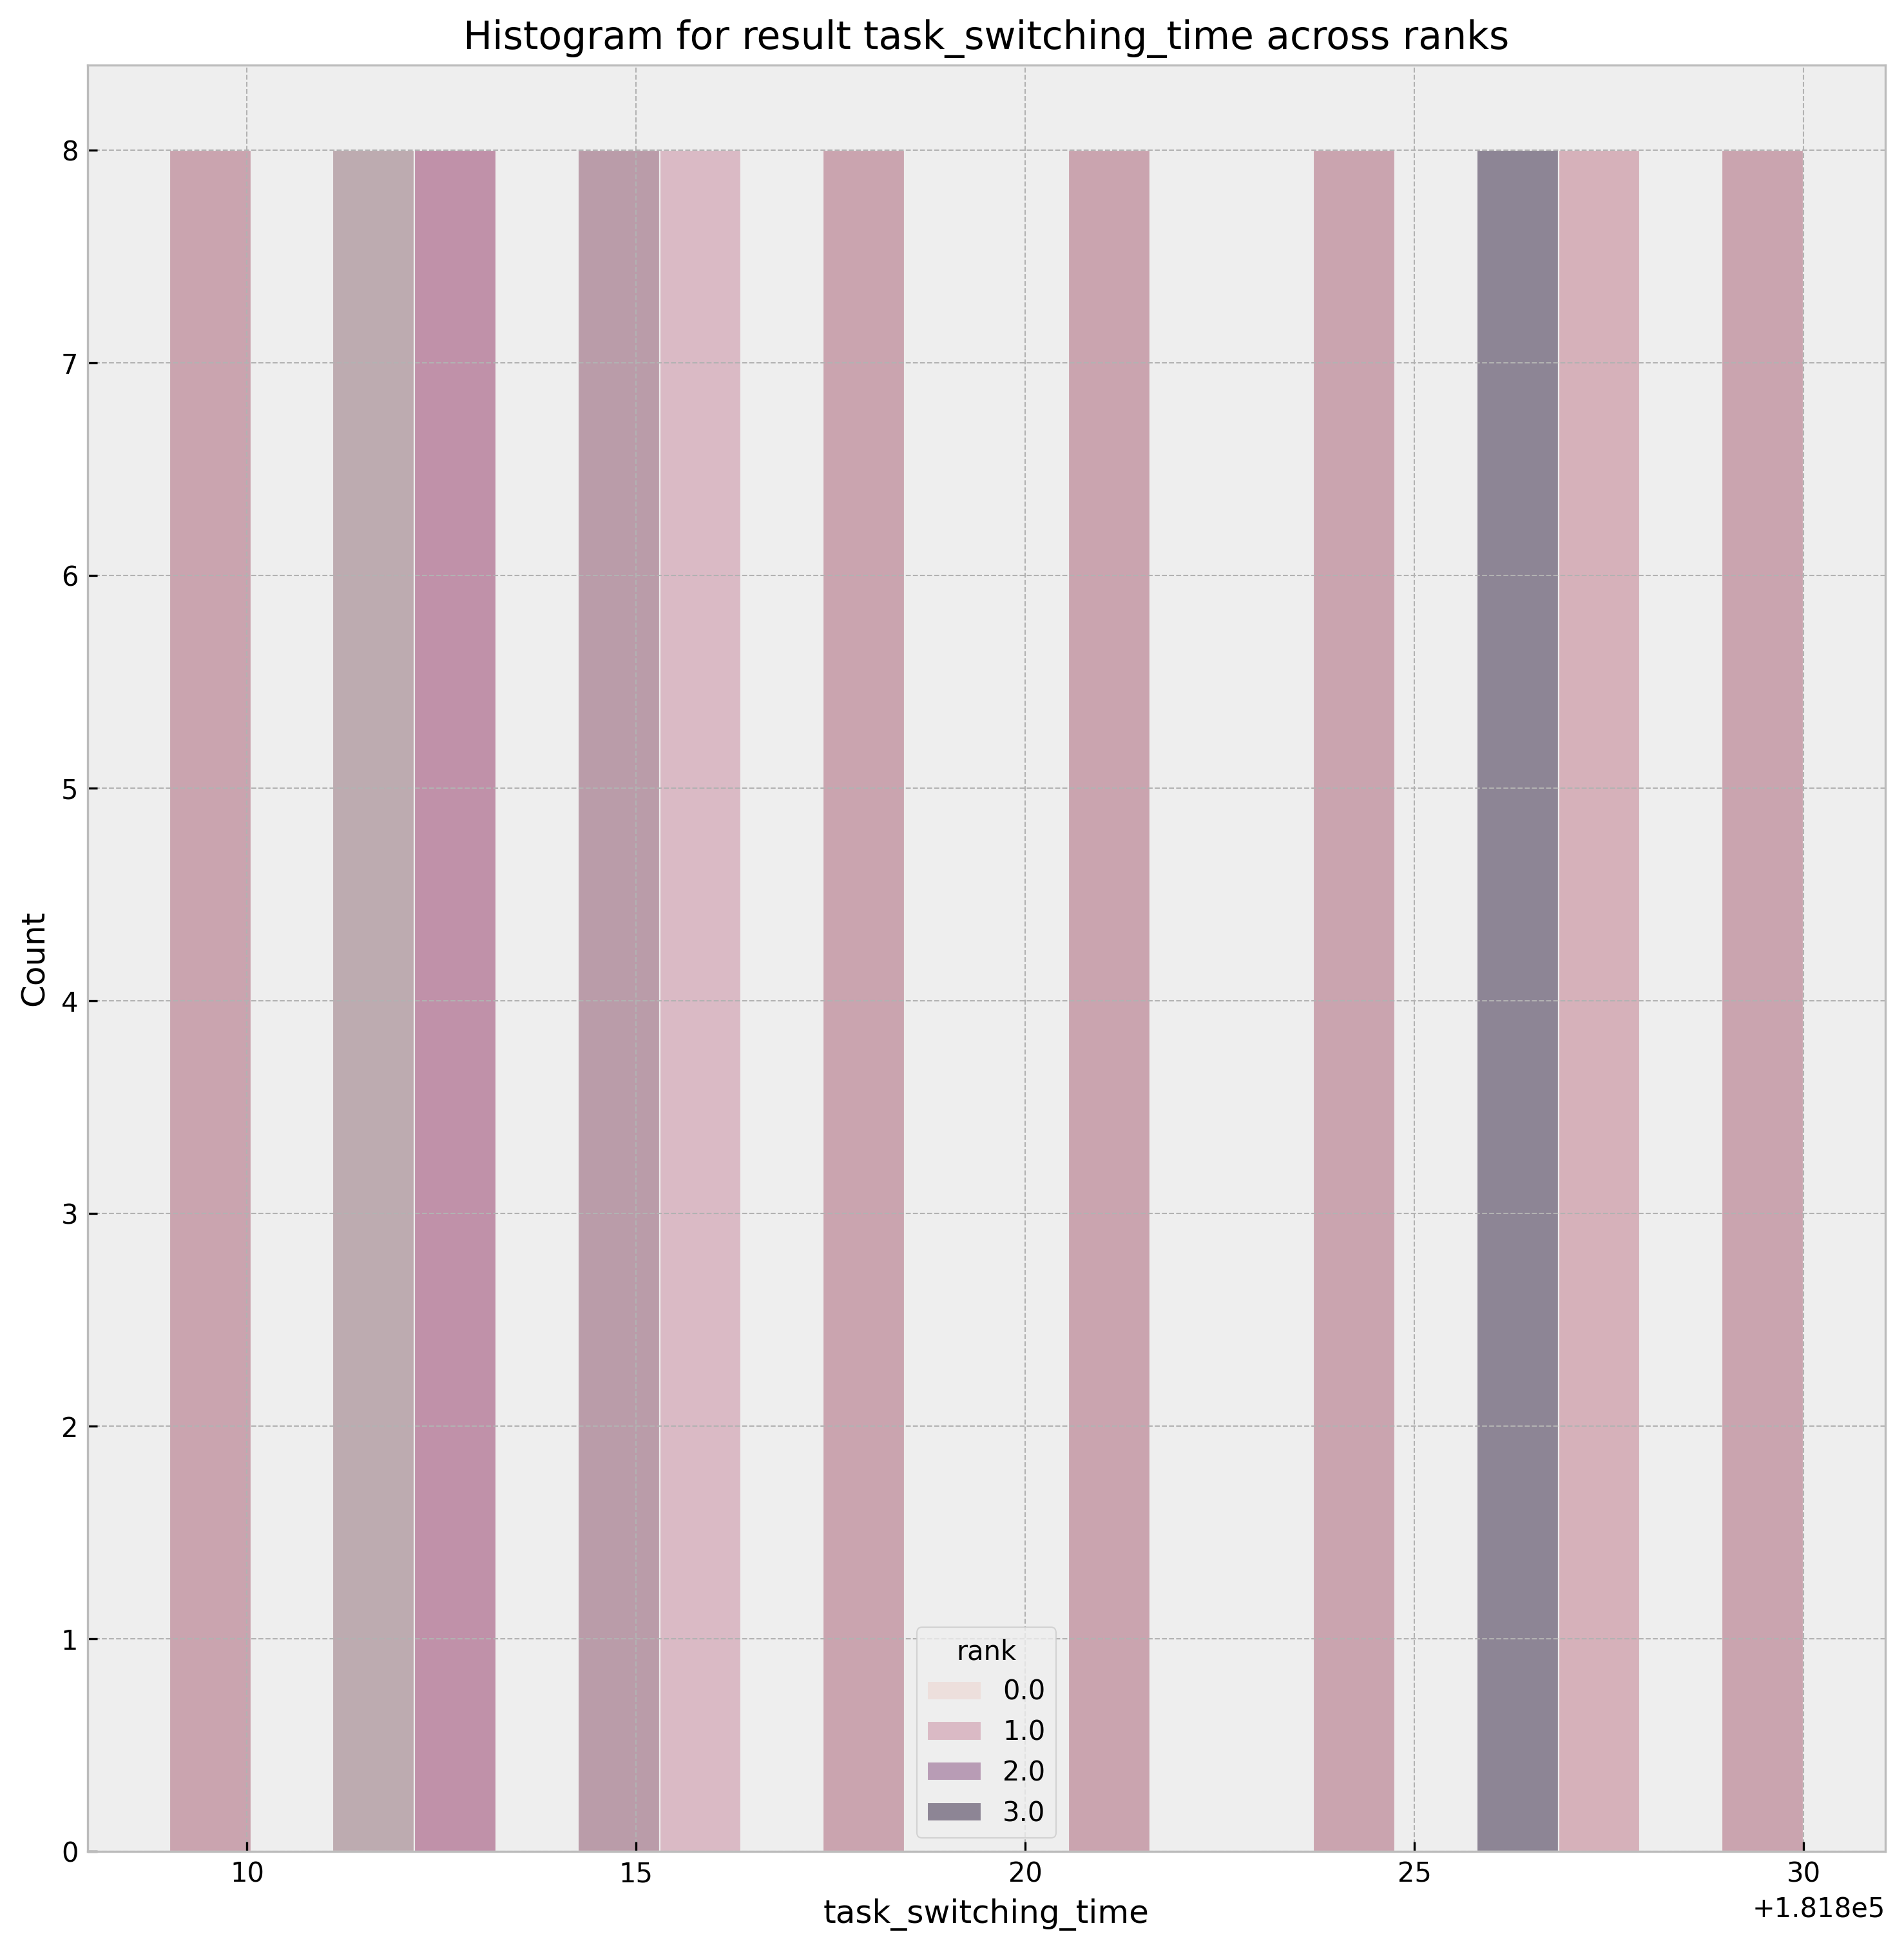 Histogram for result task_switching_time across ranks
8
7
6
5
4
3
2
1
0
Count
rank
0.0
1.0
2.0
3.0
10 15 20 25 30
+1.818e5
task_switching_time